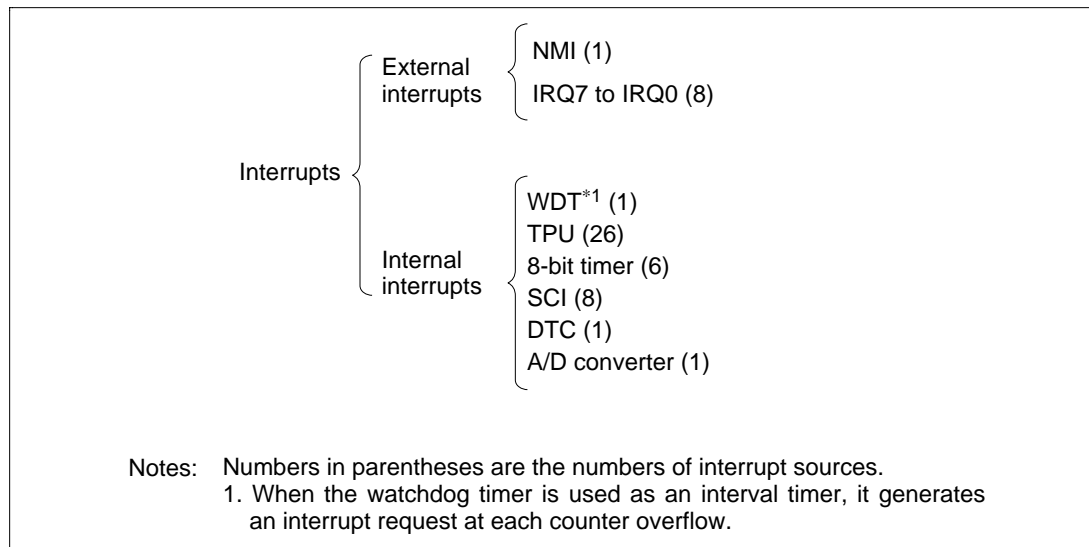 Interrupts
External
interrupts
NMI (1)
IRQ7 to IRQ0 (8)
Internal
interrupts
WDT*1 (1)
TPU (26)
8-bit timer (6)
SCI (8)
DTC (1)
A/D converter (1)
Notes: Numbers in parentheses are the numbers of interrupt sources.
1. When the watchdog timer is used as an interval timer, it generates
an interrupt request at each counter overflow.